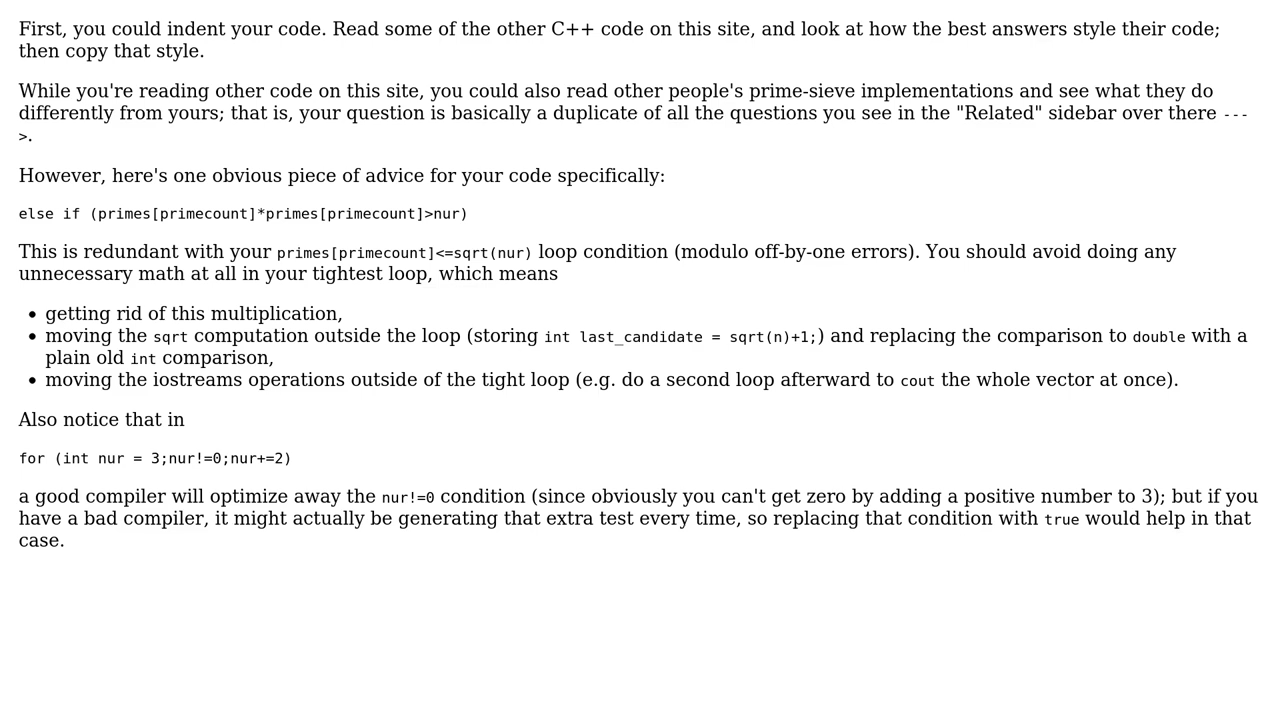 First, you could indent your code. Read some of the other C++ code on this site, and look at how the best answers style their code;
then copy that style.
While you're reading other code on this site, you could also read other people's prime-sieve implementations and see what they do
differently from yours; that is, your question is basically a duplicate of all the questions you see in the "Related" sidebar over there ---
>.
However, here's one obvious piece of advice for your code specifically:
else if (primes[primecount]*primes[primecount]>nur)
This is redundant with your primes[primecount]<=sqrt(nur) loop condition (modulo off-by-one errors). You should avoid doing any
unnecessary math at all in your tightest loop, which means
• getting rid of this multiplication,
• moving the sqrt computation outside the loop (storing int last_candidate = sqrt(n)+1;) and replacing the comparison to double with a
plain old int comparison,
• moving the iostreams operations outside of the tight loop (e.g. do a second loop afterward to cout the whole vector at once).
Also notice that in
for (int nur = 3;nur!=0;nur+=2)
a good compiler will optimize away the nur!=0 condition (since obviously you can't get zero by adding a positive number to 3); but if you
have a bad compiler, it might actually be generating that extra test every time, so replacing that condition with true would help in that
case.